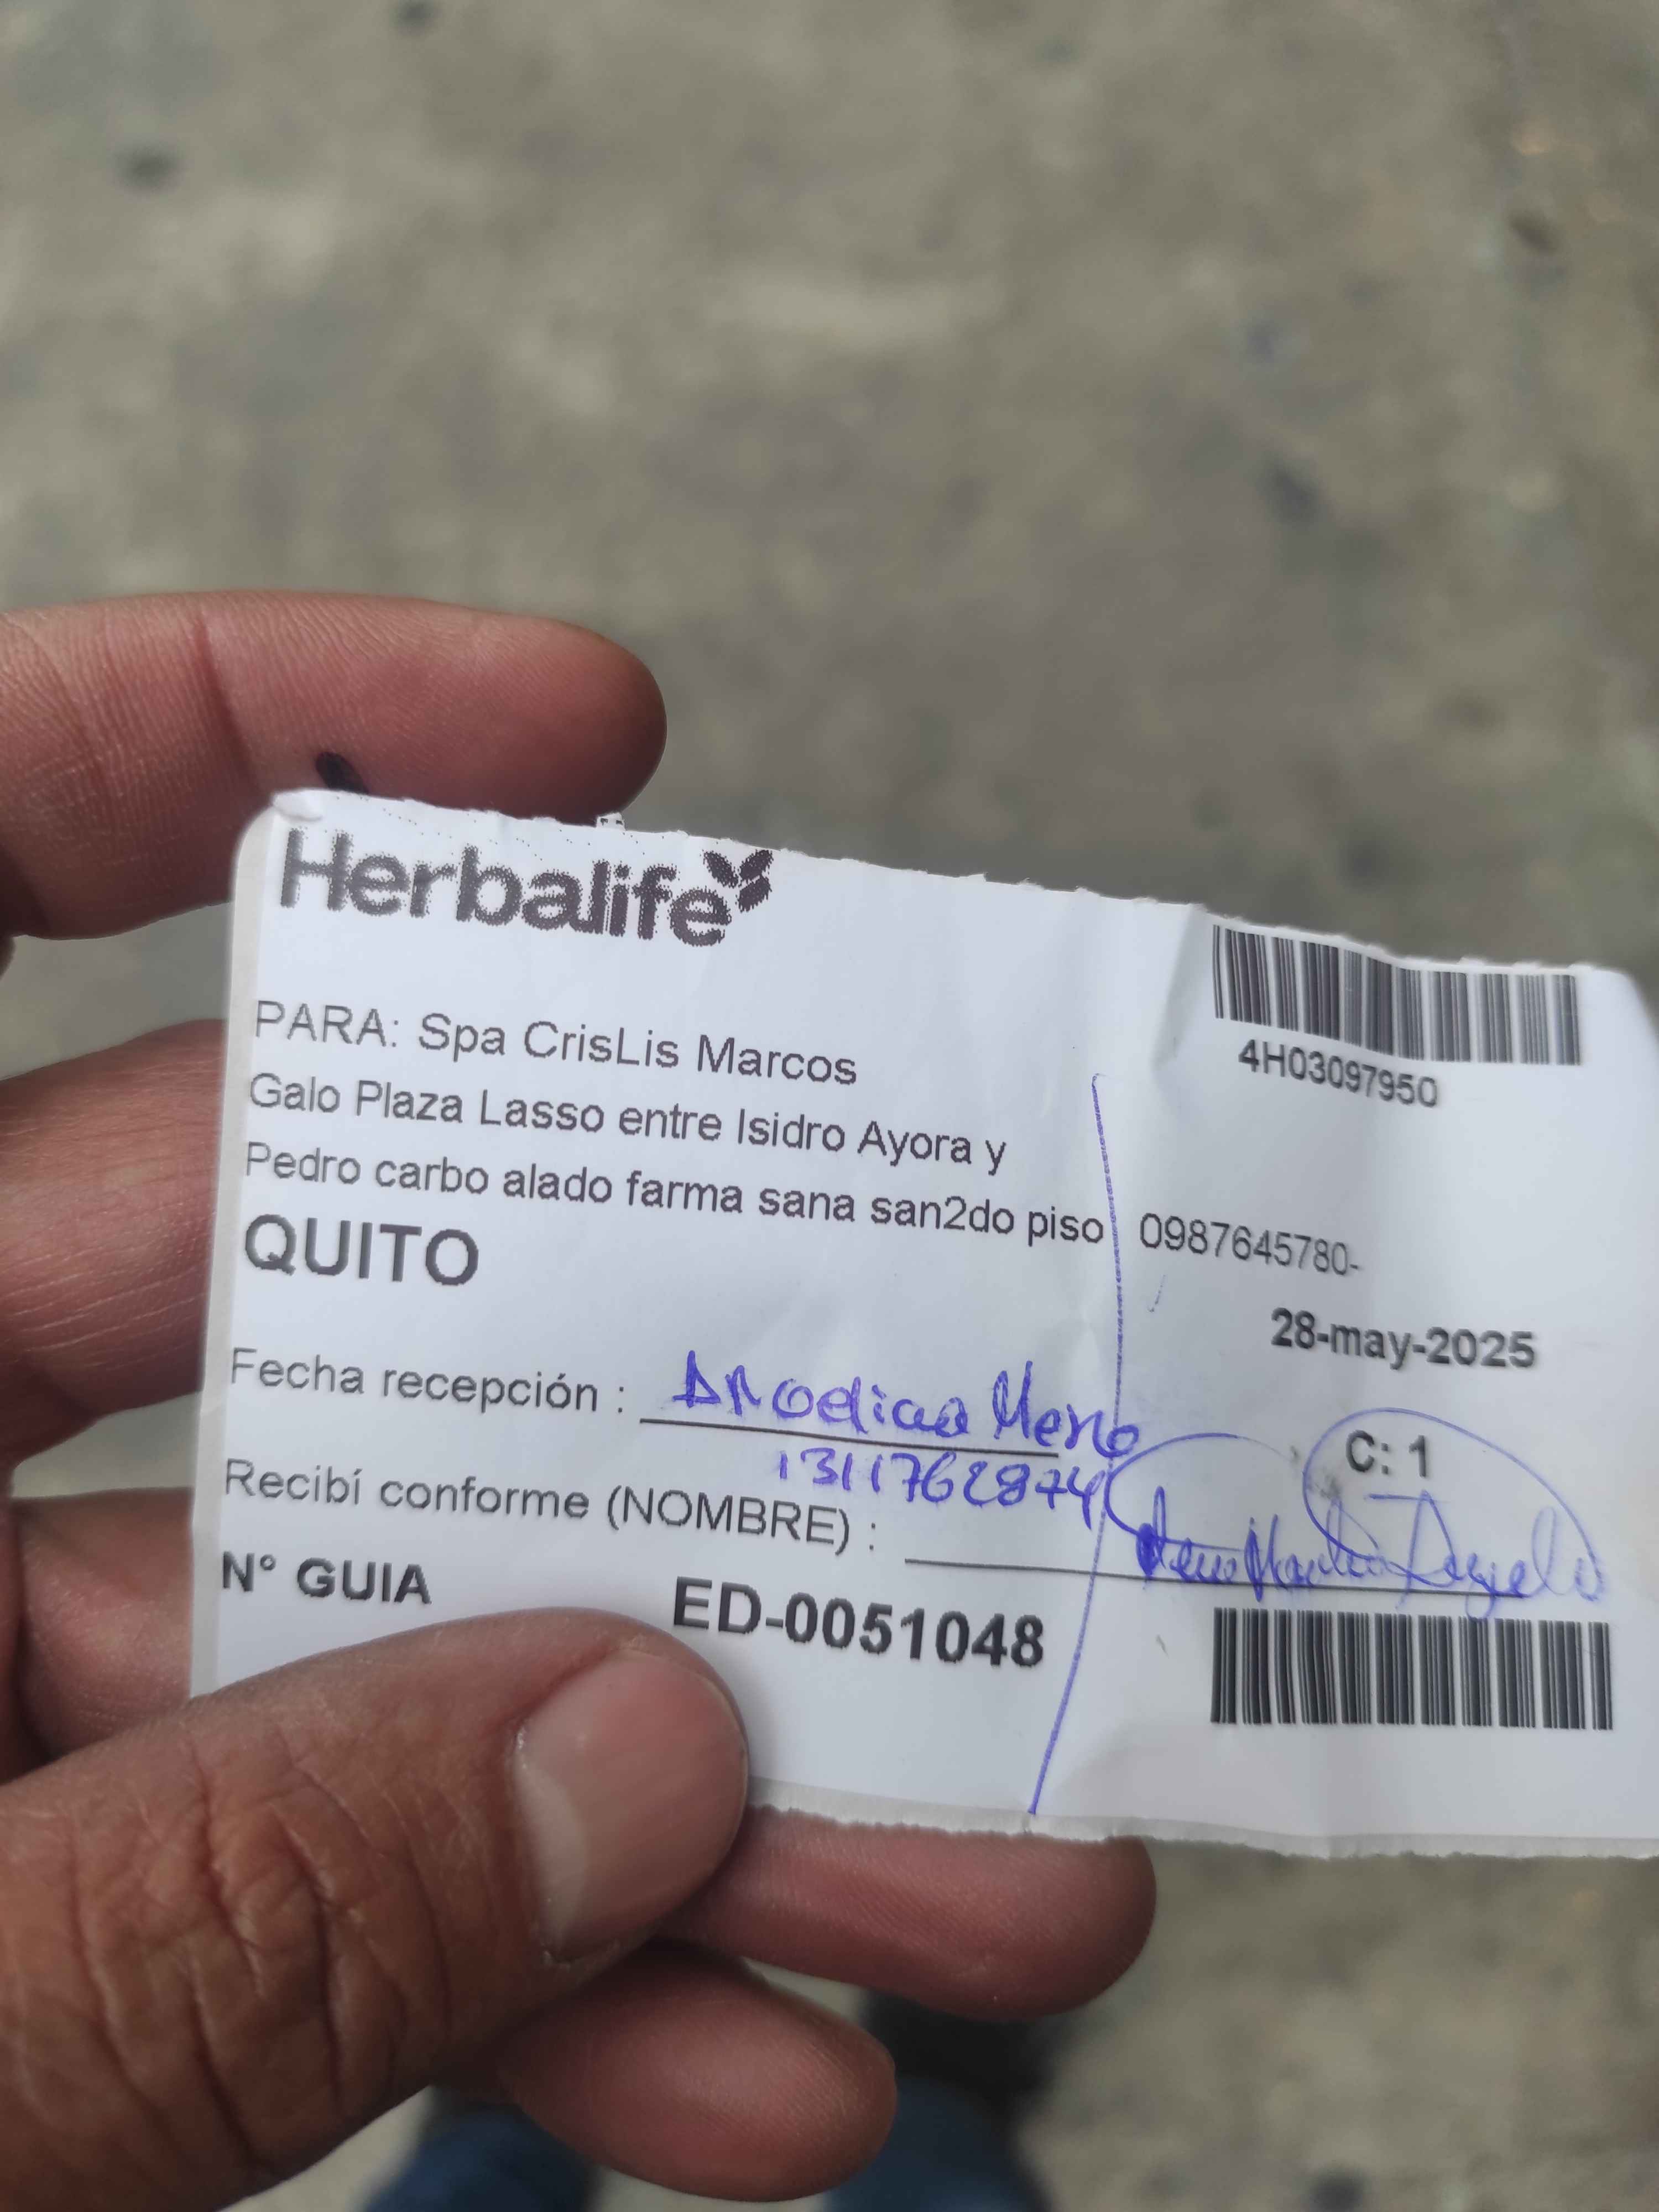 Herbalife
4H03097950
PARA: Spa CrisLis Marcos
Galo Plaza Lasso entre Isidro Ayora y
Pedro carbo alado farma sana san2do piso 0987645780-
QUITO
28-may-2025
Fecha recepción :
C: 1
1311762874
Recibí conforme (NOMBRE) :
N° GUIA ED-0051048